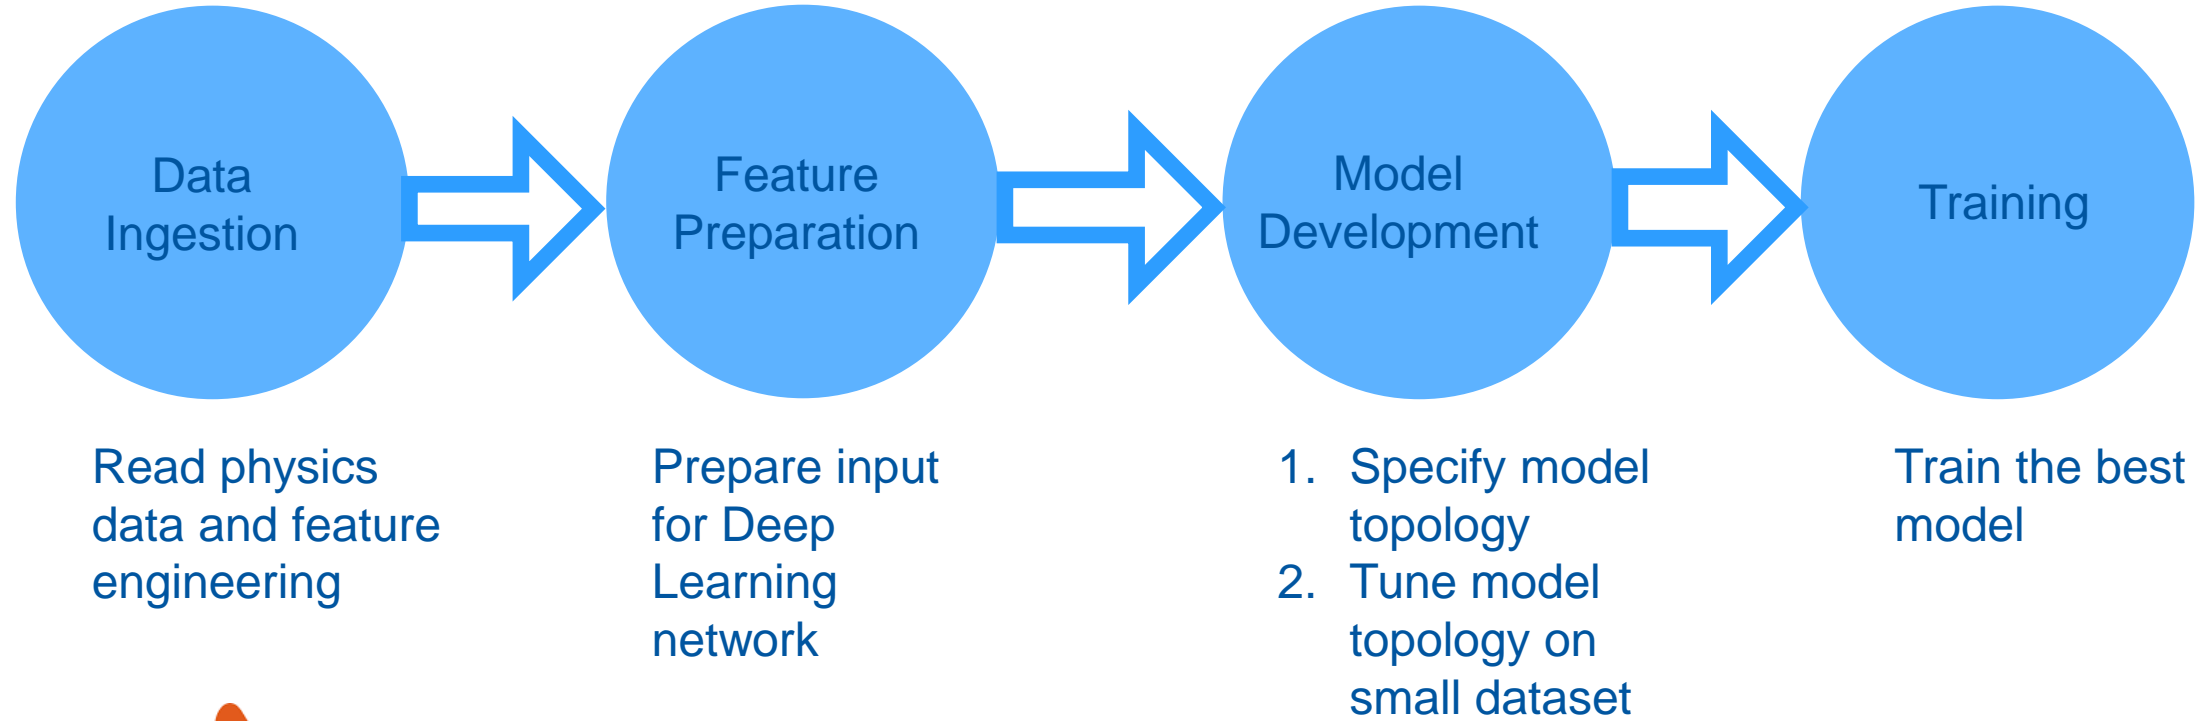 Data
Ingestion
Feature
Preparation
Model
Development
Training
Read physics
data and feature
engineering
Prepare input
for Deep
Learning
network
1. Specify model
topology
2. Tune model
topology on
small dataset
Train the best
model